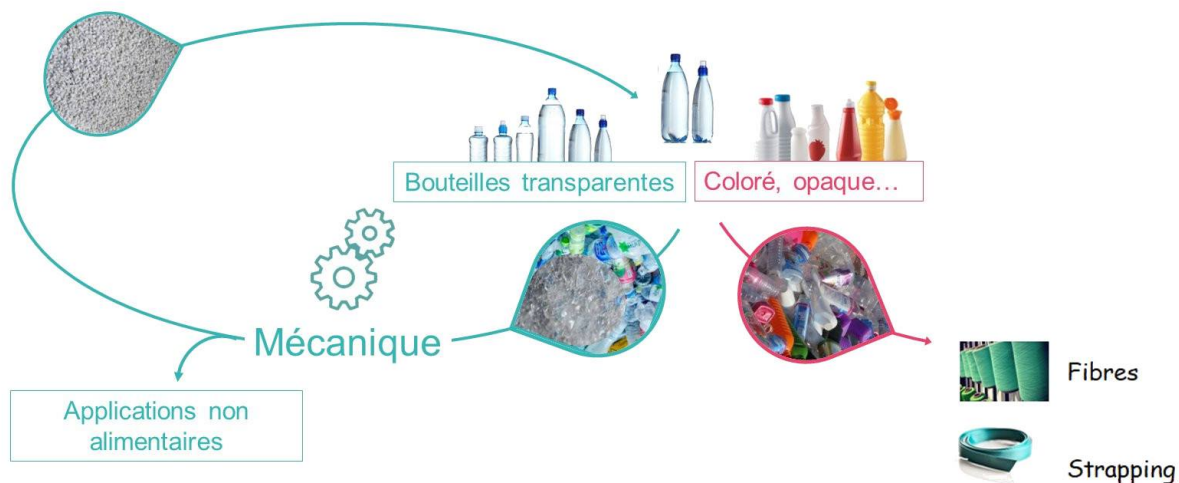 Bouteilles transparentes
Coloré, opaque...
Mécanique
Applications non
alimentaires
Fibres
Strapping